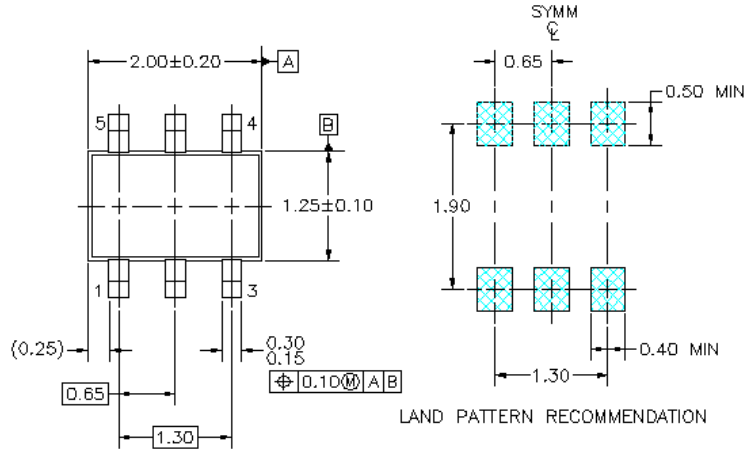 SYMM
℄
2.00±0.20
A
0.65
0.50 MIN
5
4
B
1.25±0.10
1.90
1
3
(0.25)
0.30
0.15
0.40 MIN
⌖ 0.10Ⓜ A B
0.65
1.30
1.30
LAND PATTERN RECOMMENDATION